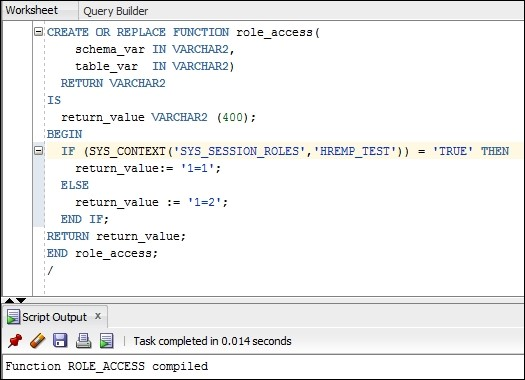 Worksheet Query Builder
CREATE OR REPLACE FUNCTION role_access(
schema_var IN VARCHAR2,
table_var  IN VARCHAR2)
RETURN VARCHAR2
IS
return_value VARCHAR2 (400);
BEGIN
IF (SYS_CONTEXT('SYS_SESSION_ROLES','HREMP_TEST')) = 'TRUE' THEN
return_value:= '1=1';
ELSE
return_value := '1=2';
END IF;
RETURN return_value;
END role_access;
/
Script Output x
Task completed in 0.014 seconds
Function ROLE_ACCESS compiled